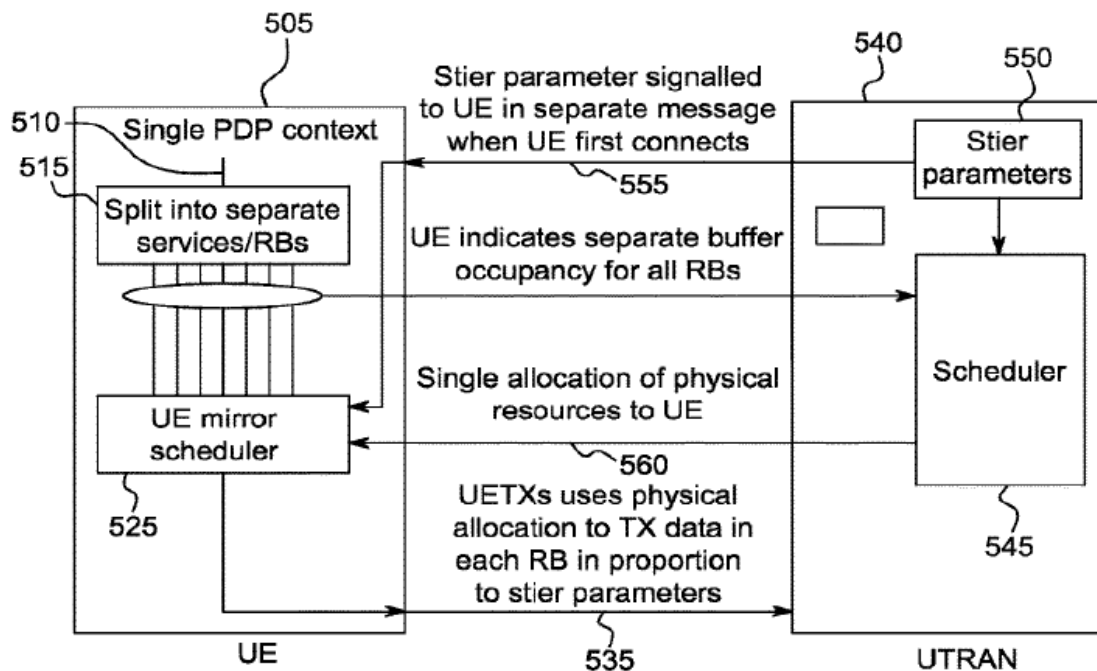 505
540
550
510
515
Single PDP context
Split into separate
services/RBs
Stier parameter signalled
to UE in separate message
when UE first connects
555
Stier
parameters
UE indicates separate buffer
occupancy for all RBs
Scheduler
Single allocation of physical
resources to UE
560
UE mirror
scheduler
525
545
UETXs uses physical
allocation to TX data in
each RB in proportion
to stier parameters
535
UE
UTRAN